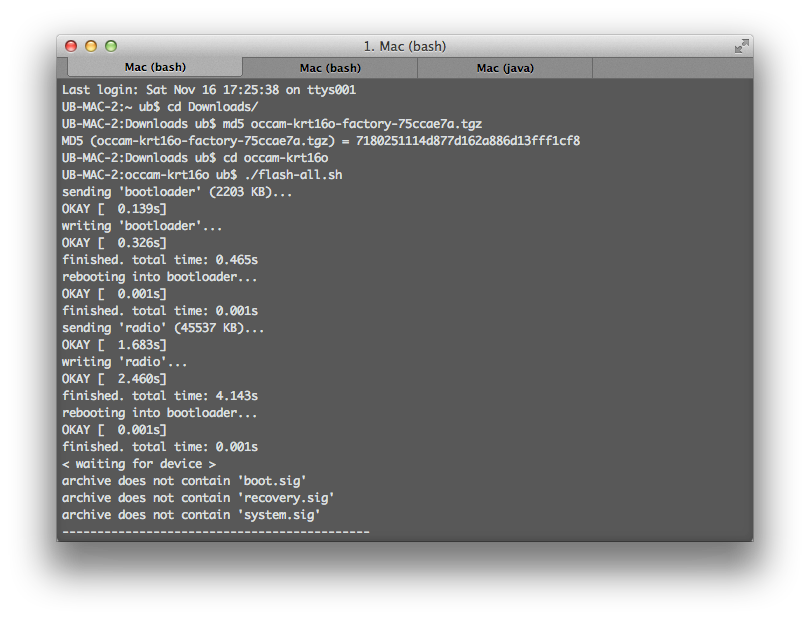 1. Mac (bash)
Mac (bash) Mac (bash) Mac (java)
Last login: Sat Nov 16 17:25:38 on ttys001
UB-MAC-2:~ ub$ cd Downloads/
UB-MAC-2:Downloads ub$ md5 occam-krt16o-factory-75ccae7a.tgz
MD5 (occam-krt16o-factory-75ccae7a.tgz) = 7180251114d877d162a886d13fff1cf8
UB-MAC-2:Downloads ub$ cd occam-krt16o
UB-MAC-2:occam-krt16o ub$ ./flash-all.sh
sending 'bootloader' (2203 KB)...
OKAY [  0.139s]
writing 'bootloader'...
OKAY [  0.326s]
finished. total time: 0.465s
rebooting into bootloader...
OKAY [  0.001s]
finished. total time: 0.001s
sending 'radio' (45537 KB)...
OKAY [  1.683s]
writing 'radio'...
OKAY [  2.460s]
finished. total time: 4.143s
rebooting into bootloader...
OKAY [  0.001s]
finished. total time: 0.001s
< waiting for device >
archive does not contain 'boot.sig'
archive does not contain 'recovery.sig'
archive does not contain 'system.sig'
--------------------------------------------